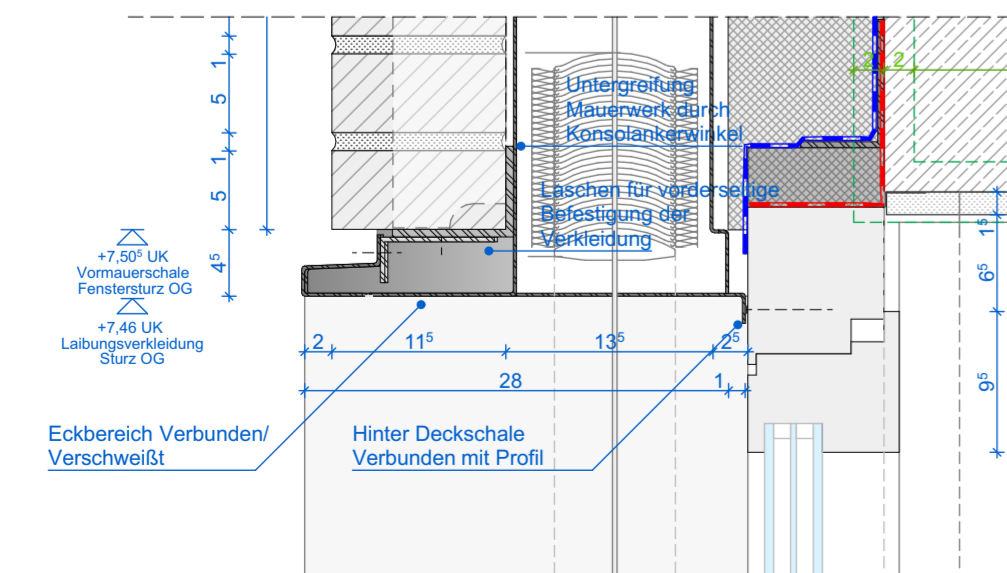 1
5
1
5
4⁵
Untergreifung
Mauerwerk durch
Konsolankerwinkel
Laschen für vorderseitige
Befestigung der
Verkleidung
2
2
+7,50⁵ UK
Vormauerschale
Fenstersturz OG
+7,46 UK
Laibungsverkleidung
Sturz OG
1⁵
6⁵
9⁵
2
11⁵
13⁵
2⁵
28
1
Eckbereich Verbunden/
Verschweißt
Hinter Deckschale
Verbunden mit Profil